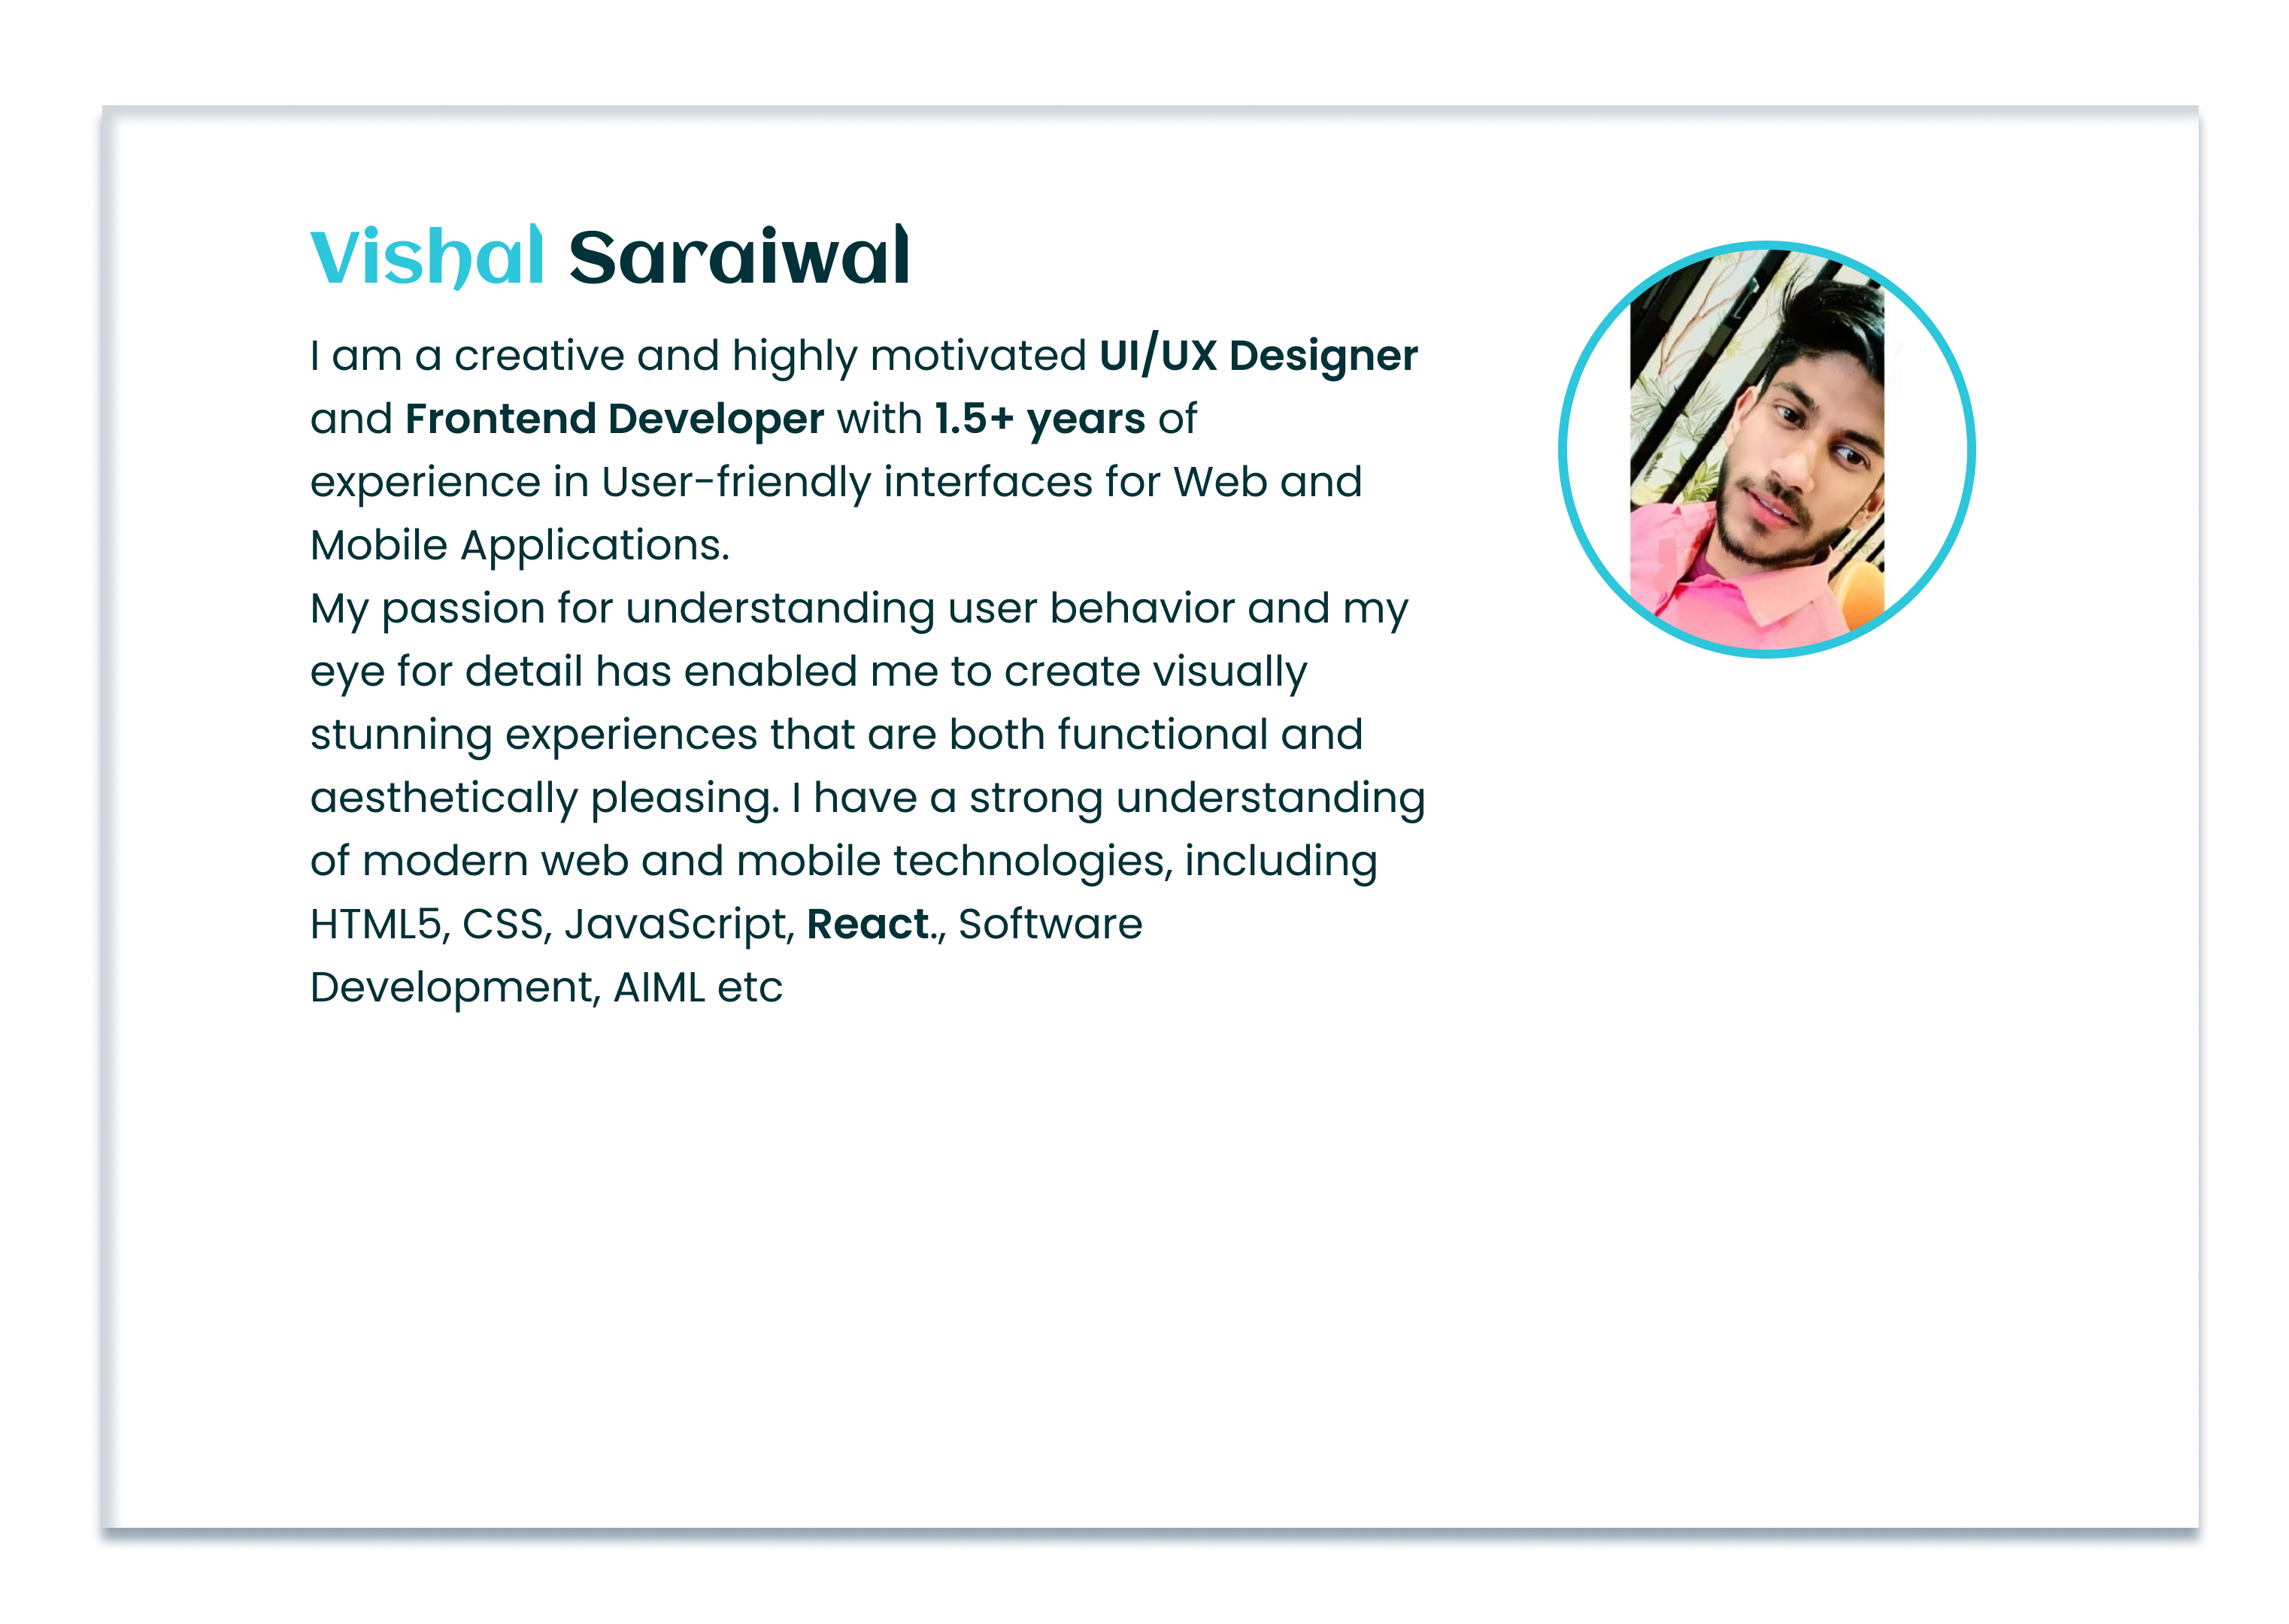 Vishal Saraiwal
I am a creative and highly motivated UI/UX Designer
and Frontend Developer with 1.5+ years of
experience in User-friendly interfaces for Web and
Mobile Applications.
My passion for understanding user behavior and my
eye for detail has enabled me to create visually
stunning experiences that are both functional and
aesthetically pleasing. I have a strong understanding
of modern web and mobile technologies, including
HTML5, CSS, JavaScript, React., Software
Development, AIML etc